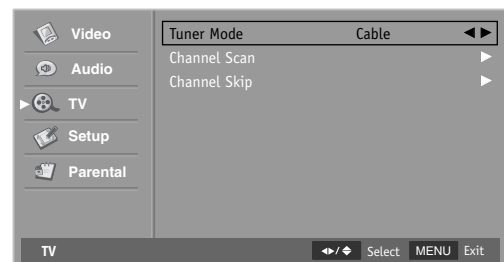 Video
Audio
TV
Setup
Parental
Tuner Mode Cable
Channel Scan
Channel Skip
TV
Select MENU Exit